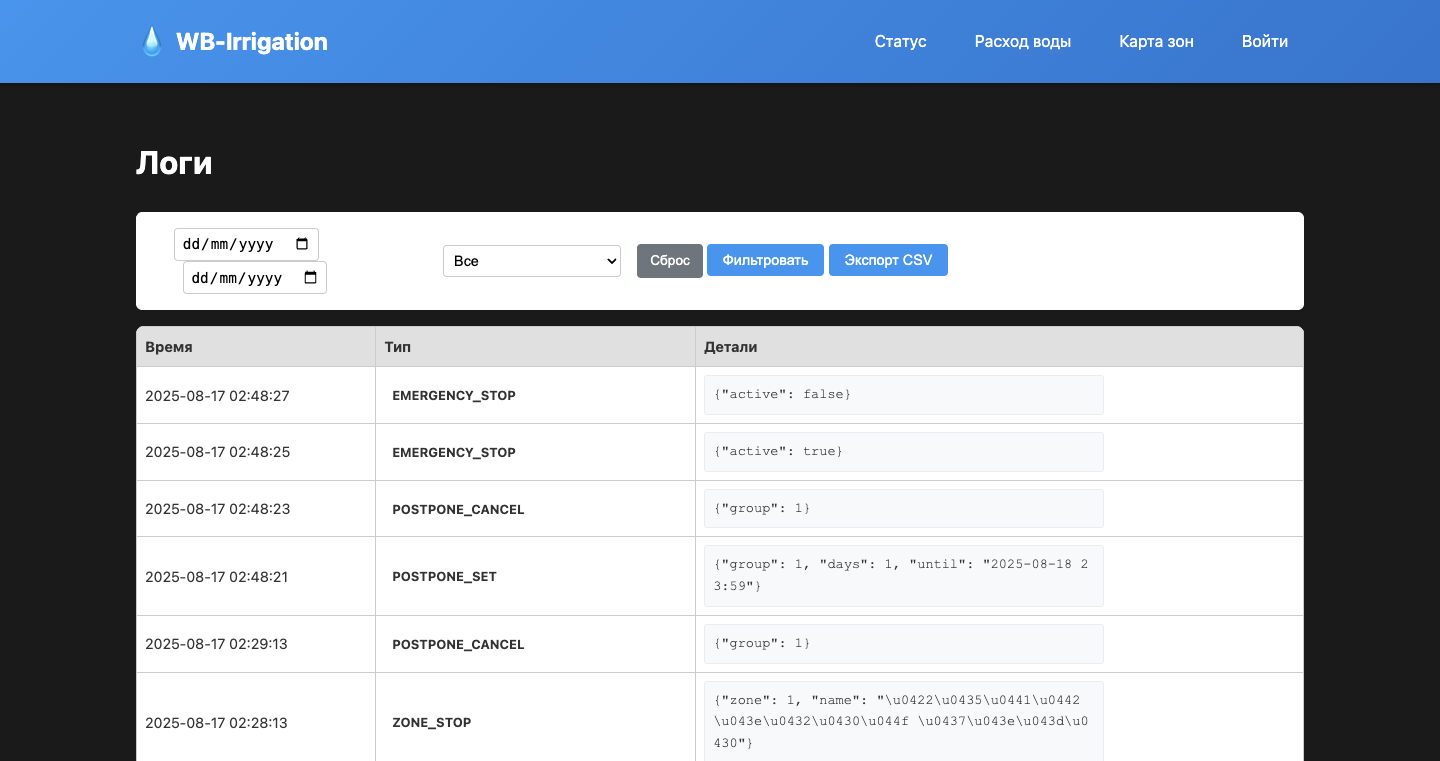 WB-Irrigation
Статус
Расход воды
Карта зон
Войти
Логи
dd/mm/yyyy
dd/mm/yyyy
Все
Сброс
Фильтровать
Экспорт CSV
Время
Тип
Детали
2025-08-17 02:48:27
EMERGENCY_STOP
{"active": false}
2025-08-17 02:48:25
EMERGENCY_STOP
{"active": true}
2025-08-17 02:48:23
POSTPONE_CANCEL
{"group": 1}
2025-08-17 02:48:21
POSTPONE_SET
{"group": 1, "days": 1, "until": "2025-08-18 2
3:59"}
2025-08-17 02:29:13
POSTPONE_CANCEL
{"group": 1}
2025-08-17 02:28:13
ZONE_STOP
{"zone": 1, "name": "\u0422\u0435\u0441\u0442
\u043e\u0432\u0430\u044f \u0437\u043e\u043d\u0
430"}